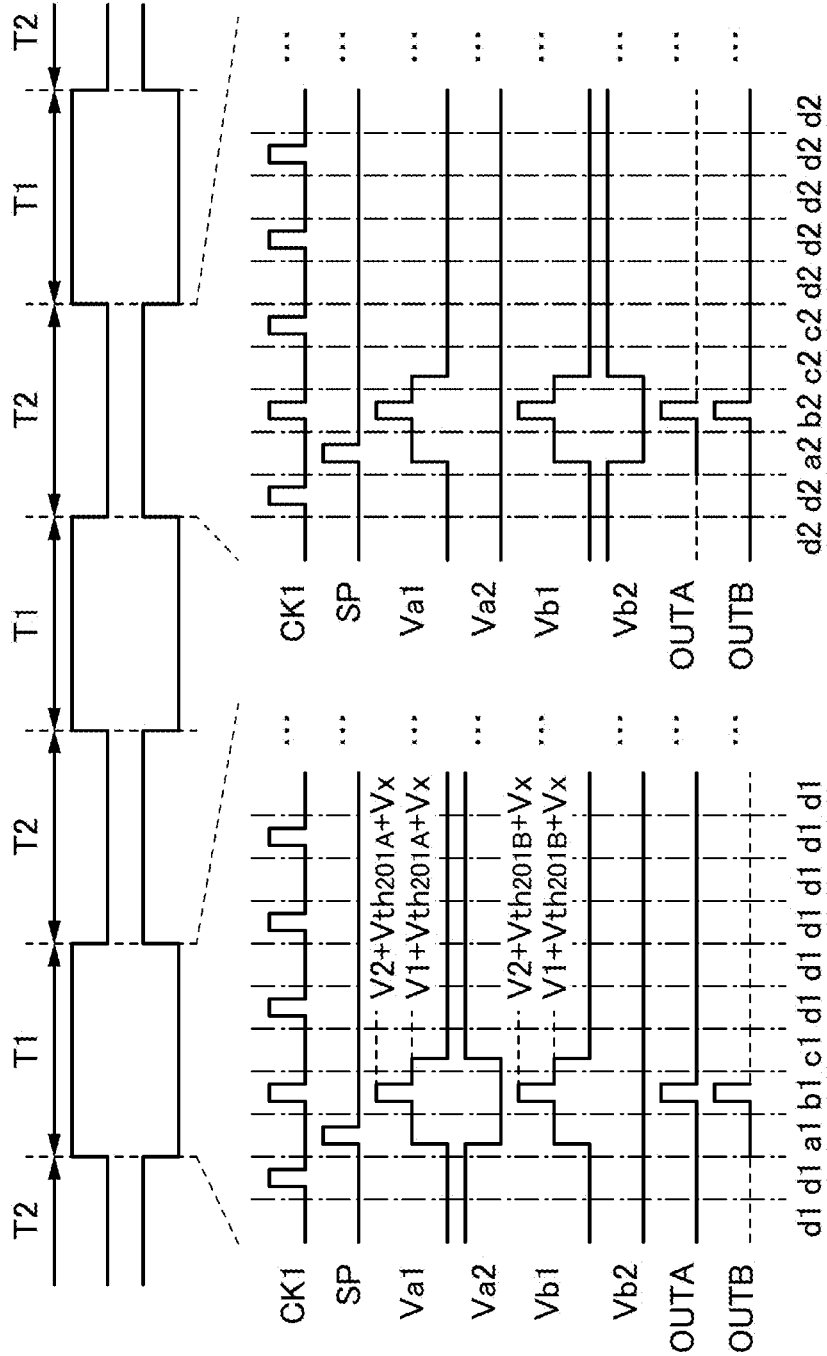 T2 T1 T2 T1 T2 T1 T2
CK1 ...
SP ...
Va1 V2+Vth201A+Vx
V1+Vth201A+Vx ...
Va2 ...
Vb1 V2+Vth201B+Vx
V1+Vth201B+Vx ...
Vb2 ...
OUTA ...
OUTB ...
d1 d1 a1 b1 c1 d1 d1 d1 d1 d1 d1
CK1 ...
SP ...
Va1 ...
Va2 ...
Vb1 ...
Vb2 ...
OUTA ...
OUTB ...
d2 d2 a2 b2 c2 c2 d2 d2 d2 d2 d2